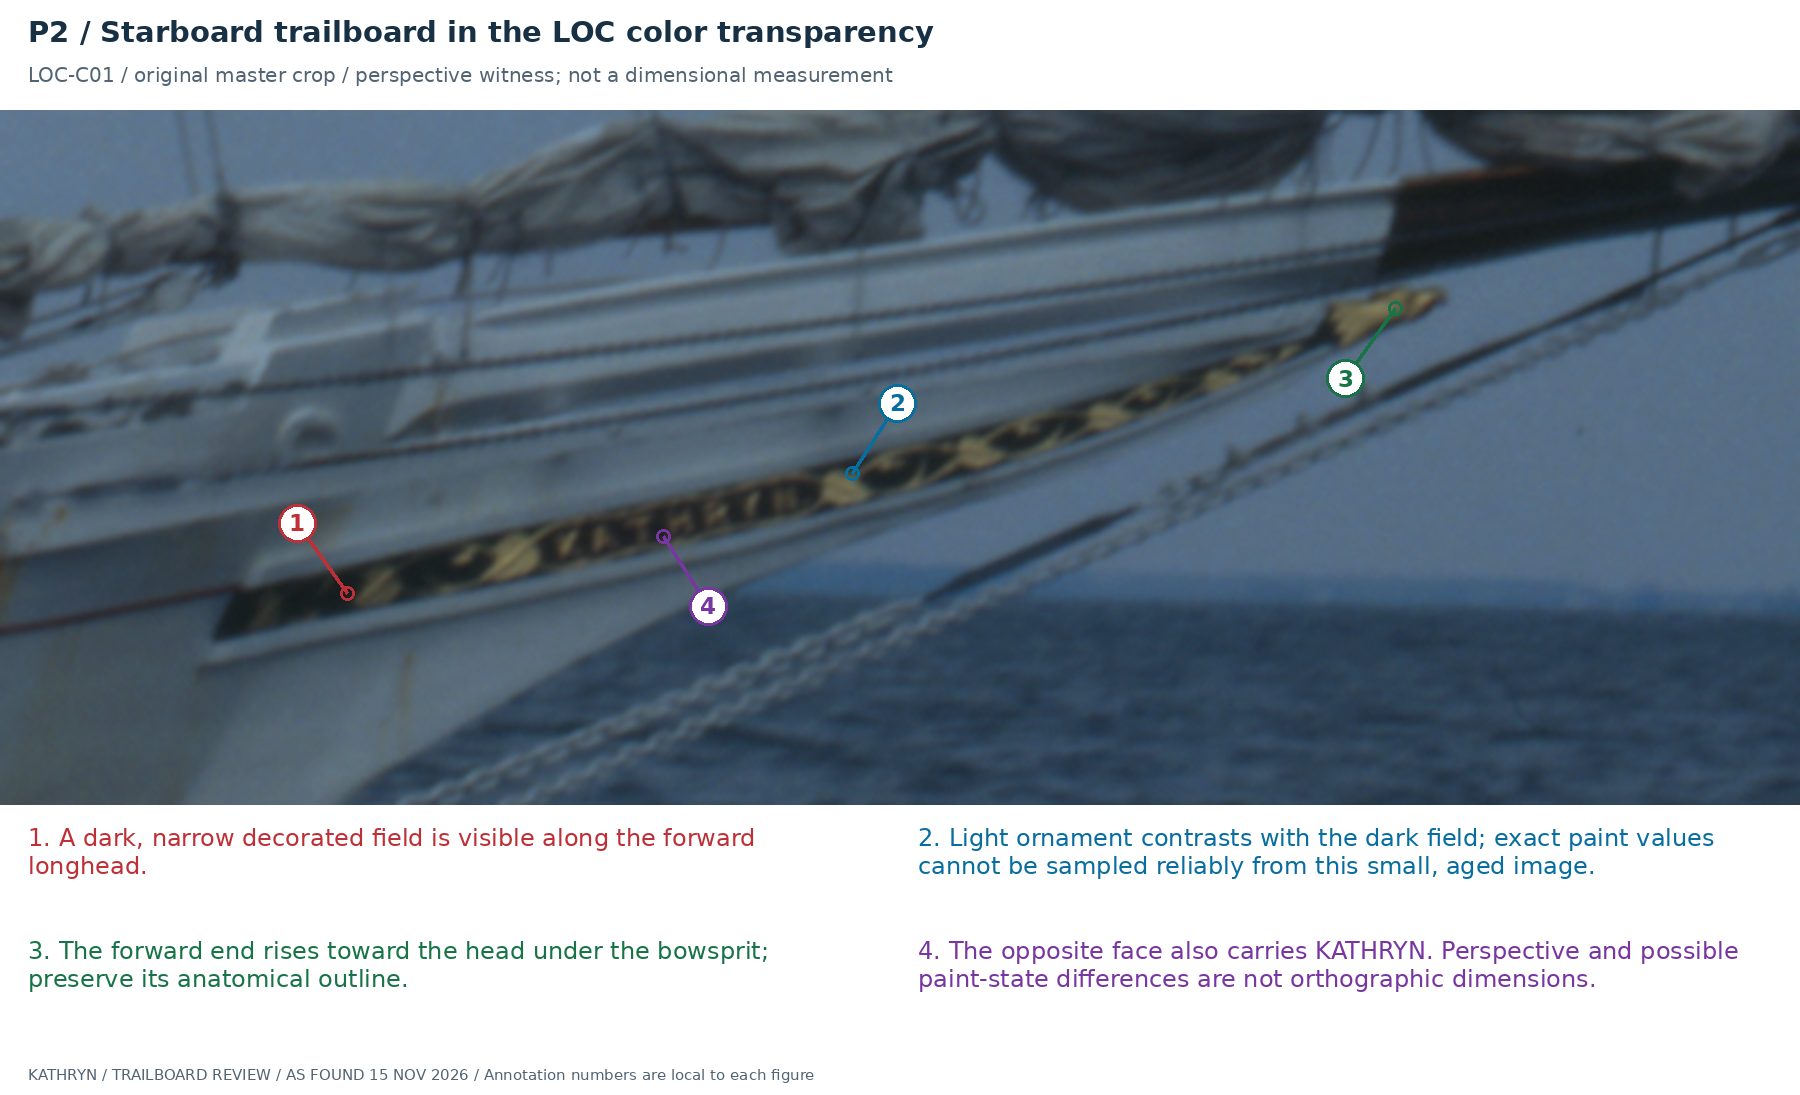 P2 / Starboard trailboard in the LOC color transparency
LOC-C01 / original master crop / perspective witness; not a dimensional measurement
3
2
1
KATHRYN
4
1. A dark, narrow decorated field is visible along the forward
longhead.
2. Light ornament contrasts with the dark field; exact paint values
cannot be sampled reliably from this small, aged image.
3. The forward end rises toward the head under the bowsprit;
preserve its anatomical outline.
4. The opposite face also carries KATHRYN. Perspective and possible
paint-state differences are not orthographic dimensions.
KATHRYN / TRAILBOARD REVIEW / AS FOUND 15 NOV 2026 / Annotation numbers are local to each figure